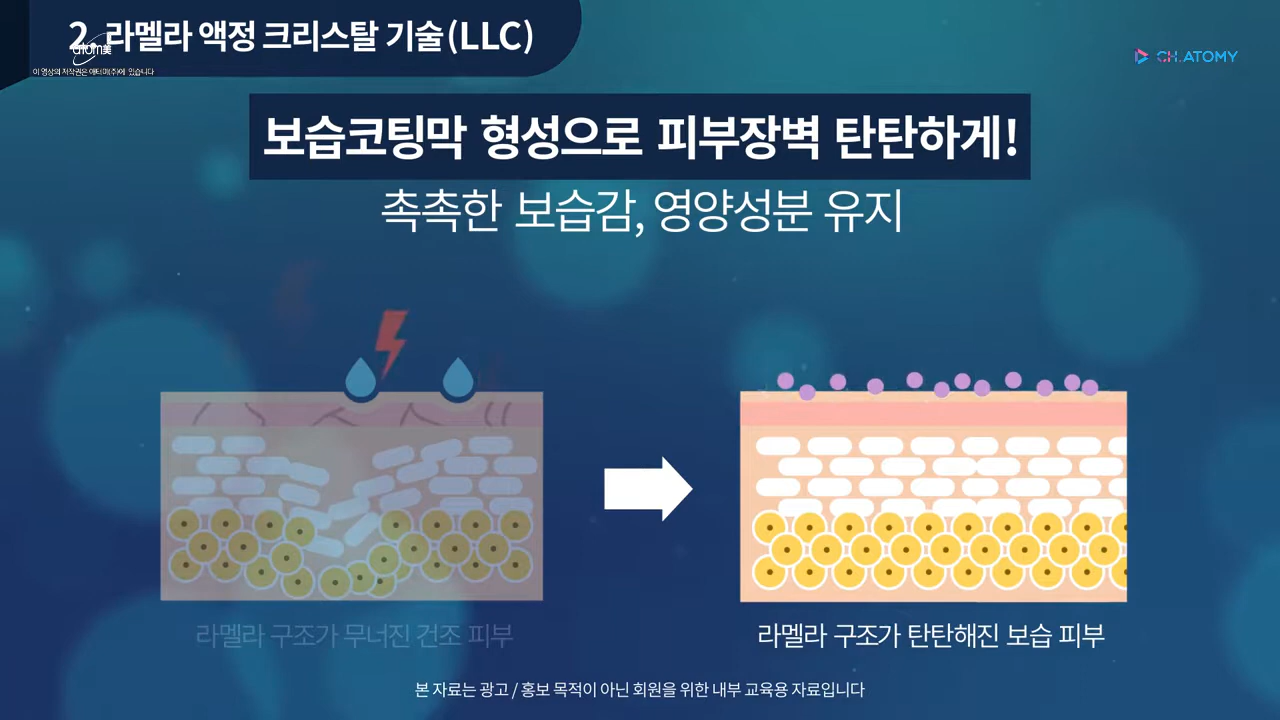 2. 라멜라 액정 크리스탈 기술(LLC)
atom美
이 영상의 저작권은 애터미(주)에 있습니다
CH.ATOMY
보습코팅막 형성으로 피부장벽 탄탄하게!
촉촉한 보습감, 영양성분 유지
라멜라 구조가 무너진 건조 피부
라멜라 구조가 탄탄해진 보습 피부
본 자료는 광고 / 홍보 목적이 아닌 회원을 위한 내부 교육용 자료입니다